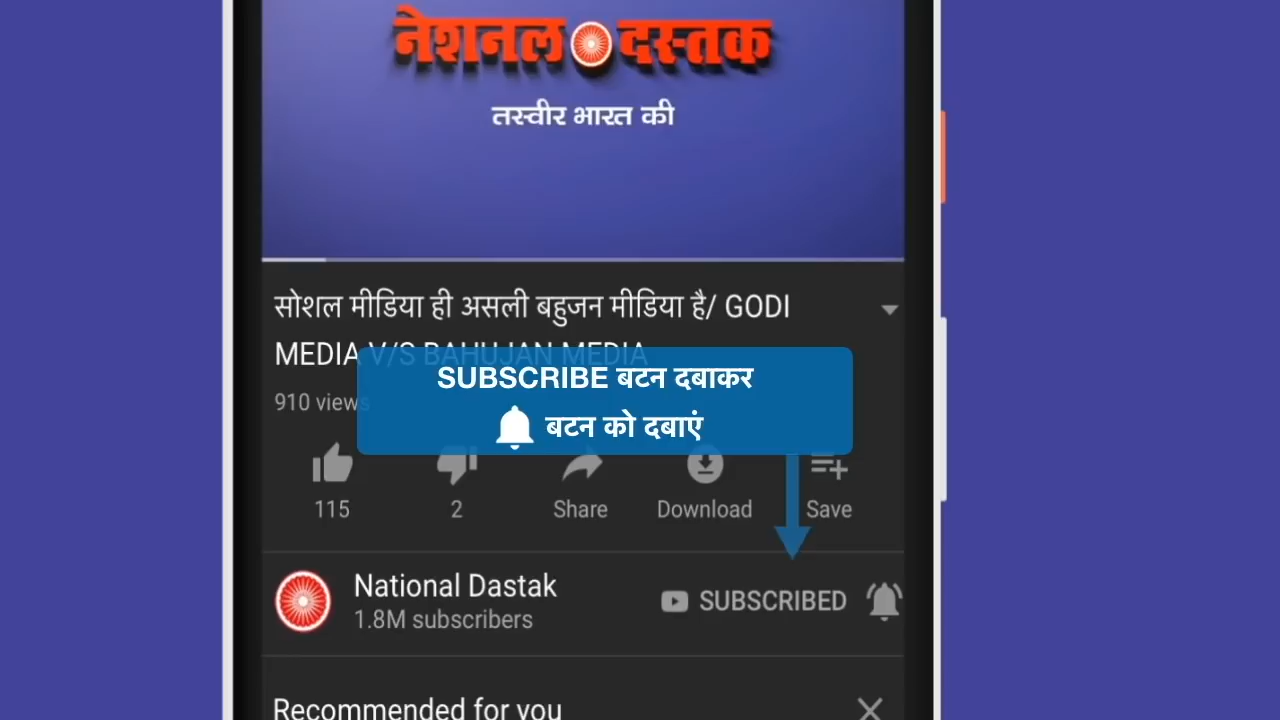 नेशनल दस्तक
तस्वीर भारत की
सोशल मीडिया ही असली बहुजन मीडिया है/ GODI
MEDIA V/S BAHUJAN MEDIA
910 views
SUBSCRIBE बटन दबाकर
बटन को दबाएं
115
2
Share
Download
Save
National Dastak
1.8M subscribers
SUBSCRIBED
Recommended for you